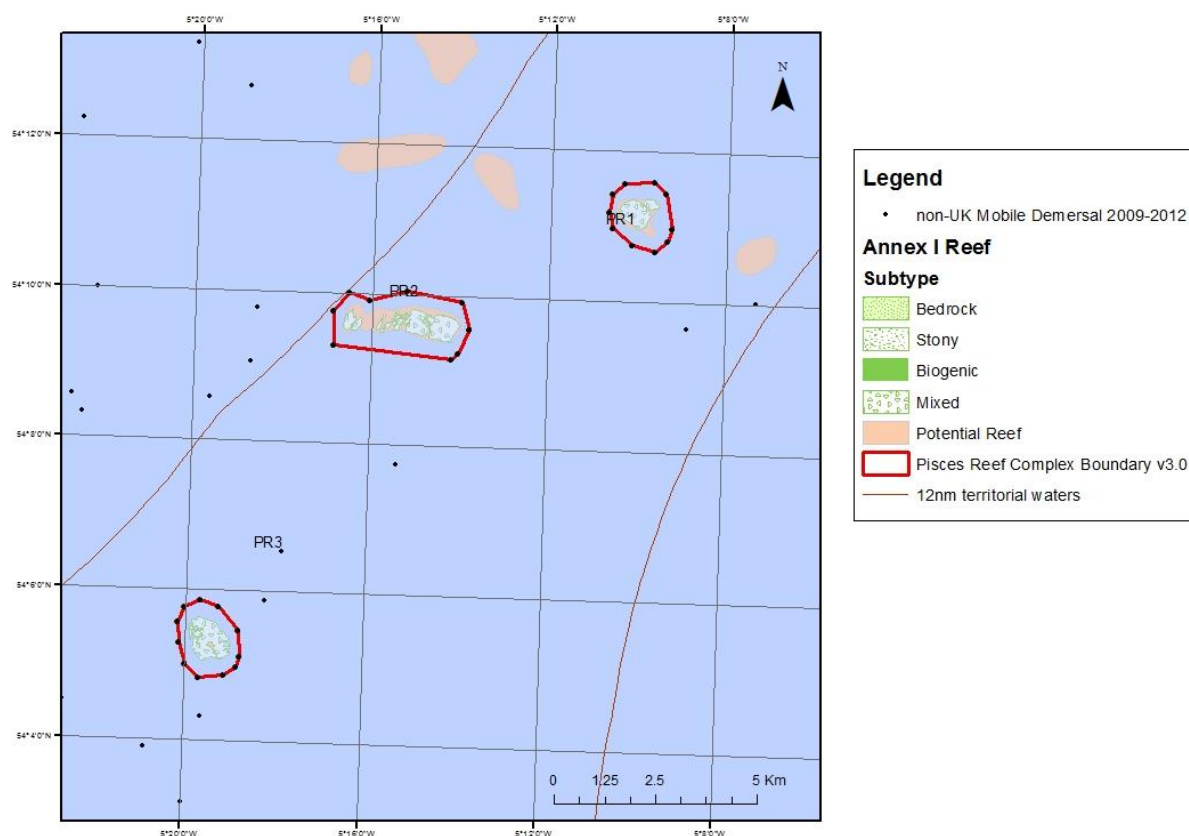 5°20'0"W 5°16'0"W 5°12'0"W 5°8'0"W
N
54°12'0"N
PR1
54°10'0"N
PR2
54°8'0"N
PR3
54°6'0"N
54°4'0"N
0 1.25 2.5 5 Km
5°20'0"W 5°16'0"W 5°12'0"W 5°8'0"W
Legend
non-UK Mobile Demersal 2009-2012
Annex I Reef
Subtype
Bedrock
Stony
Biogenic
Mixed
Potential Reef
Pisces Reef Complex Boundary v3.0
12nm territorial waters